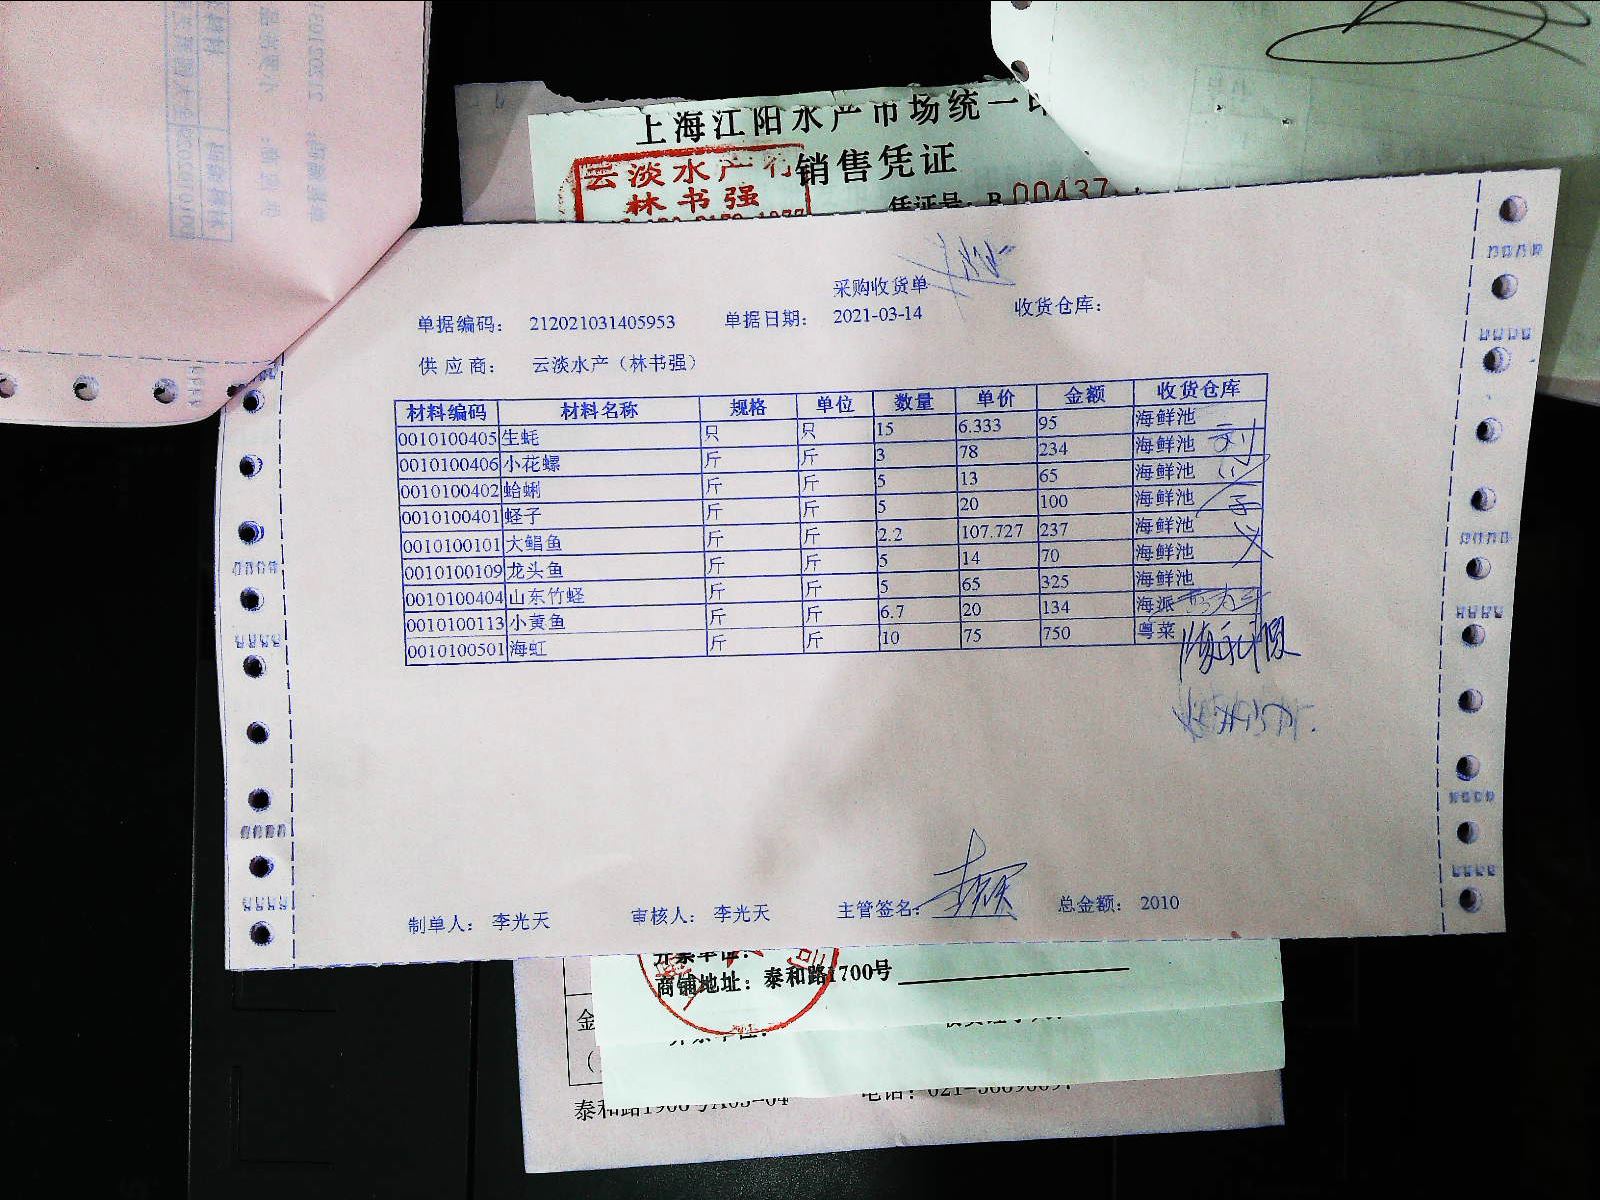 上海江阳水产市场统一
销售凭证
云淡水产行
林书强
凭证号: B 00437
采购收货单
单据编码: 212021031405953 单据日期: 2021-03-14 收货仓库:
供应商: 云淡水产（林书强）
材料编码 材料名称 规格 单位 数量 单价 金额 收货仓库
0010100405 生蚝 只 只 15 6.333 95 海鲜池
0010100406 小花螺 斤 斤 3 78 234 海鲜池
0010100402 蛤蜊 斤 斤 5 13 65 海鲜池
0010100401 蛏子 斤 斤 5 20 100 海鲜池
0010100101 大鲳鱼 斤 斤 2.2 107.727 237 海鲜池
0010100109 龙头鱼 斤 斤 5 14 70 海鲜池
0010100404 山东竹蛏 斤 斤 5 65 325 海鲜池
0010100113 小黄鱼 斤 斤 6.7 20 134 海派
0010100501 海虹 斤 斤 10 75 750 粤菜
制单人: 李光天 审核人: 李光天 主管签名: 总金额: 2010
开票单位:
商铺地址: 泰和路1700号